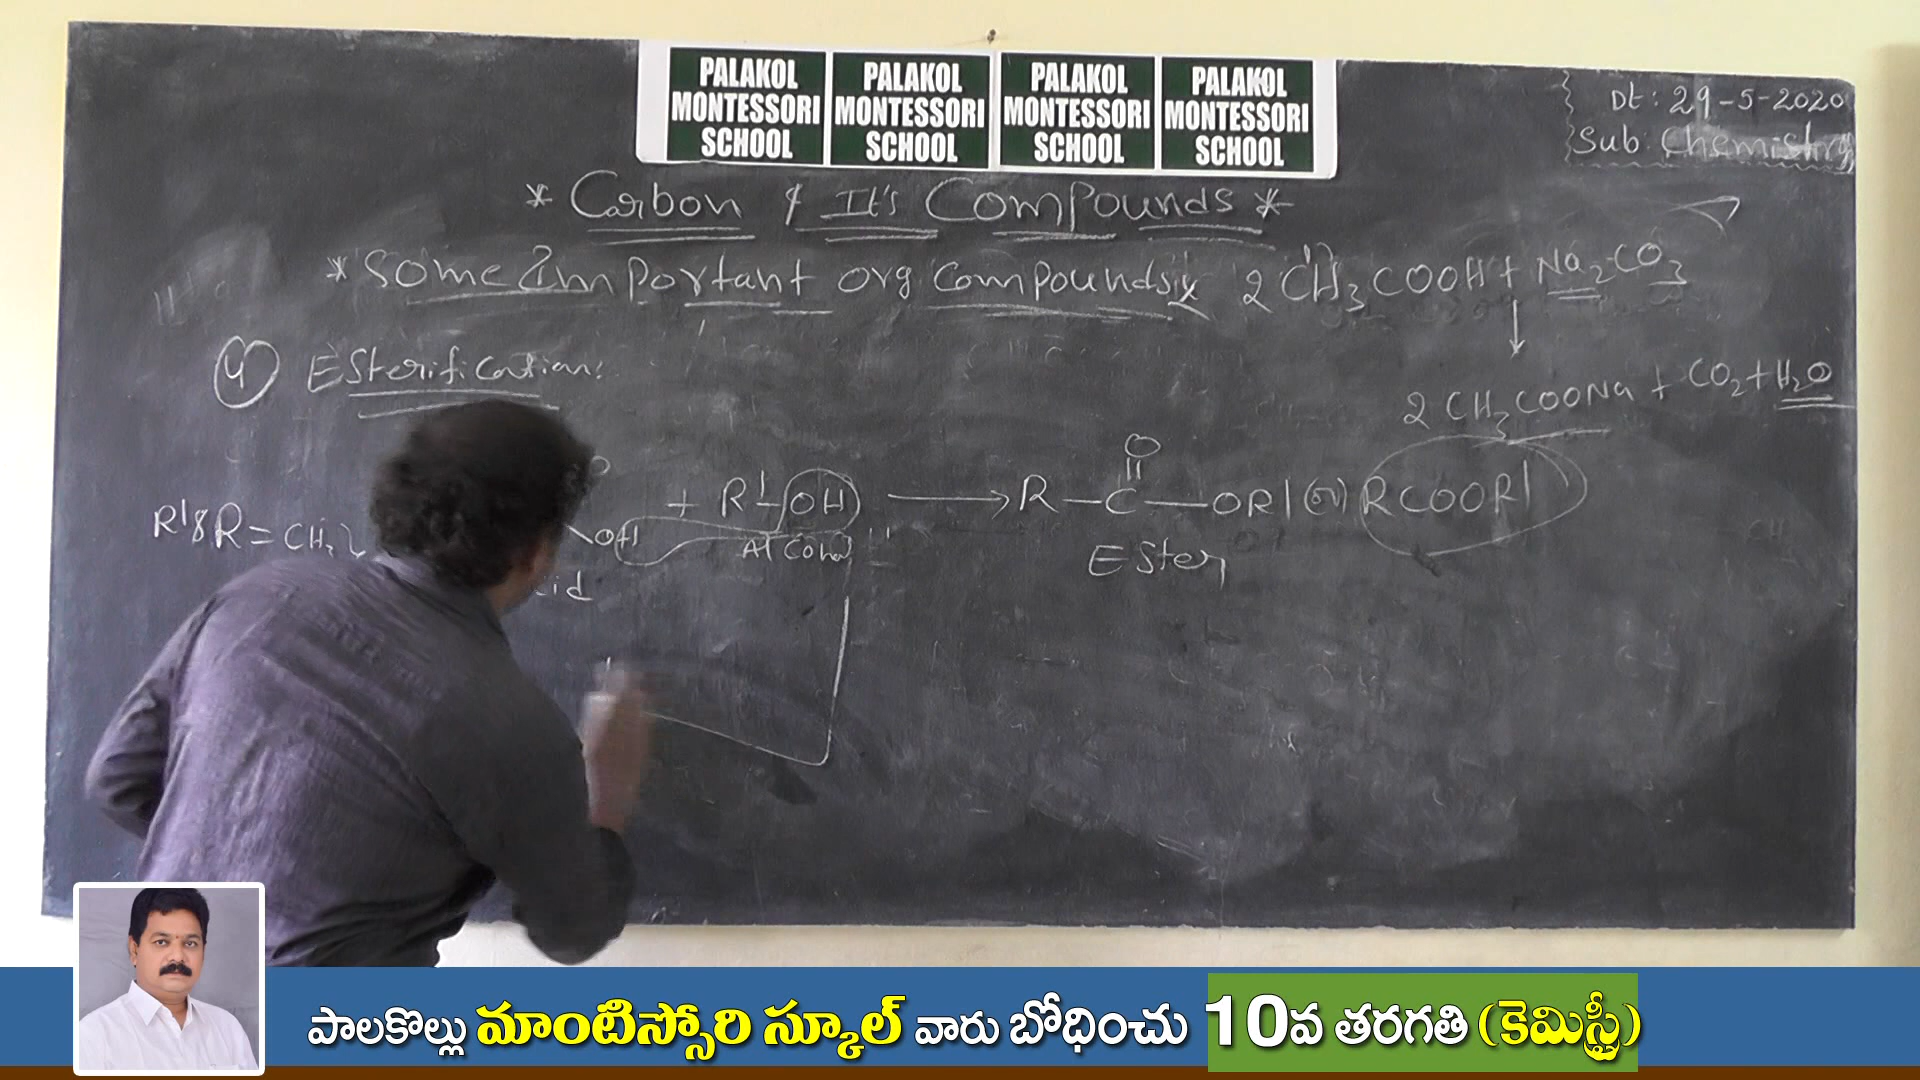 PALAKOL MONTESSORI SCHOOL
PALAKOL MONTESSORI SCHOOL
PALAKOL MONTESSORI SCHOOL
PALAKOL MONTESSORI SCHOOL
Dt: 29-5-2020
Sub: Chemistry
* Carbon & It's Compounds *
* Some Important org compounds
2 CH3COOH + Na2CO3
↓
2 CH3COONa + CO2 + H2O
4 Esterification:
R' & R = CH3
OH
+ R'-OH → R-C-OR' (or) RCOOR'
O
Alcohol
Ester
పాలకొల్లు మాంటిస్సోరి స్కూల్ వారు బోధించు 10వ తరగతి (కెమిస్ట్రీ)